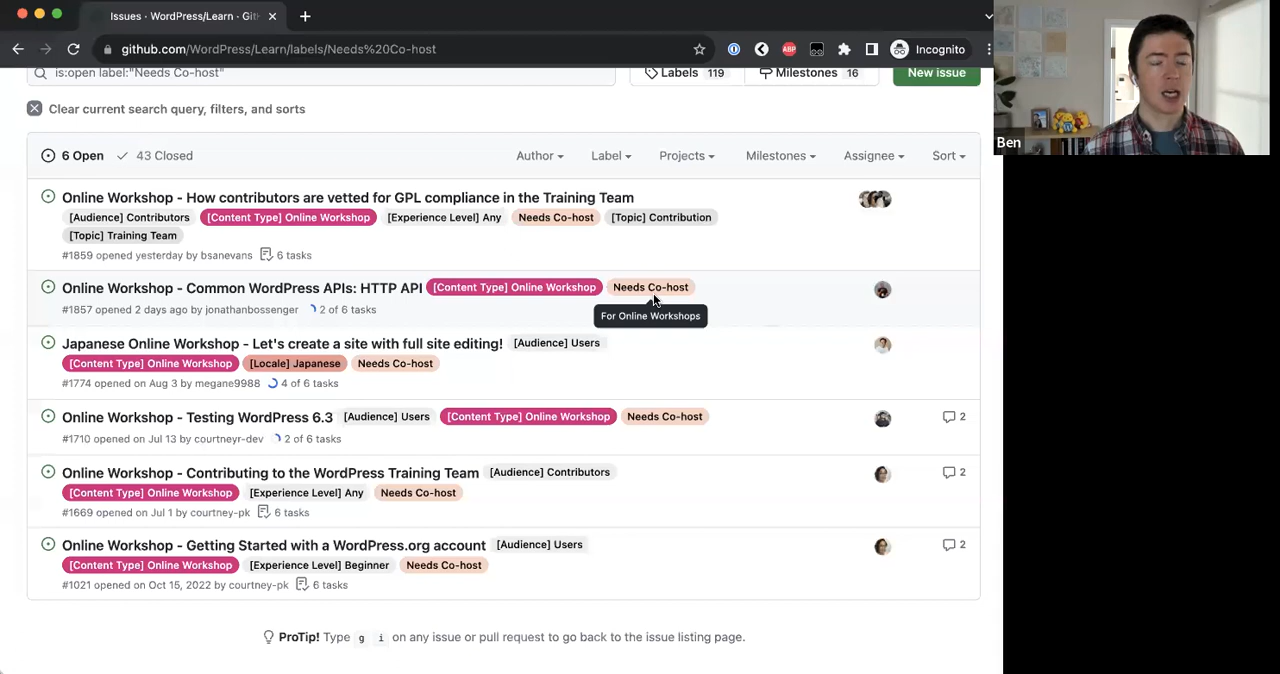 Issues · WordPress/Learn · Git
github.com/WordPress/Learn/labels/Needs%20Co-host
ABP
Incognito
is:open label:"Needs Co-host"
Labels 119
Milestones 16
New issue
Ben
Clear current search query, filters, and sorts
6 Open 43 Closed
Author Label Projects Milestones Assignee Sort
Online Workshop - How contributors are vetted for GPL compliance in the Training Team
[Audience] Contributors [Content Type] Online Workshop [Experience Level] Any Needs Co-host [Topic] Contribution
[Topic] Training Team
#1859 opened yesterday by bsanevans 6 tasks
Online Workshop - Common WordPress APIs: HTTP API [Content Type] Online Workshop Needs Co-host
#1857 opened 2 days ago by jonathanbossenger 2 of 6 tasks
For Online Workshops
Japanese Online Workshop - Let's create a site with full site editing! [Audience] Users
[Content Type] Online Workshop [Locale] Japanese Needs Co-host
#1774 opened on Aug 3 by megane9988 4 of 6 tasks
Online Workshop - Testing WordPress 6.3 [Audience] Users [Content Type] Online Workshop Needs Co-host 2
#1710 opened on Jul 13 by courtneyr-dev 2 of 6 tasks
Online Workshop - Contributing to the WordPress Training Team [Audience] Contributors 2
[Content Type] Online Workshop [Experience Level] Any Needs Co-host
#1669 opened on Jul 1 by courtney-pk 6 tasks
Online Workshop - Getting Started with a WordPress.org account [Audience] Users 2
[Content Type] Online Workshop [Experience Level] Beginner Needs Co-host
#1021 opened on Oct 15, 2022 by courtney-pk 6 tasks
ProTip! Type g i on any issue or pull request to go back to the issue listing page.